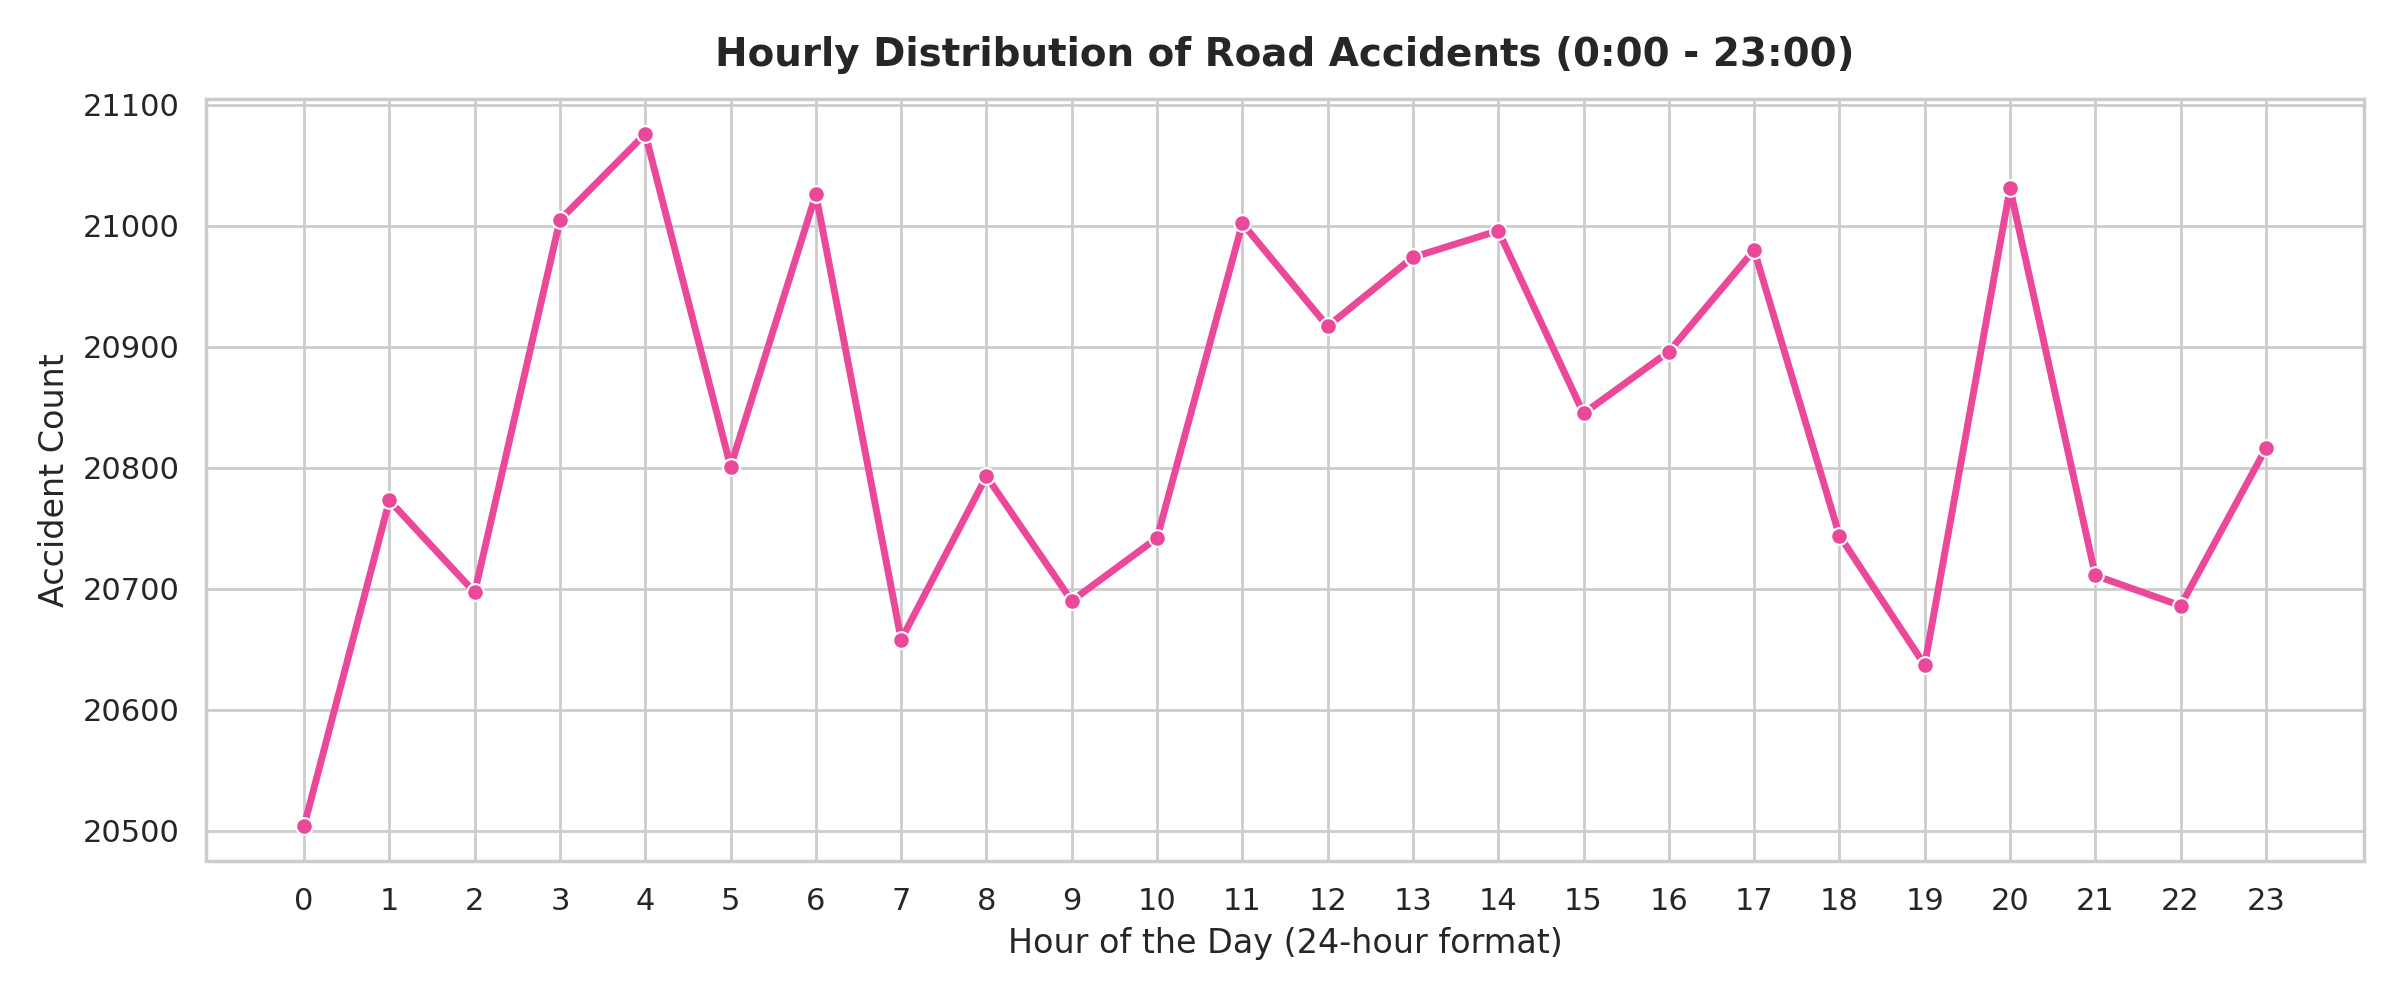 Hourly Distribution of Road Accidents (0:00 - 23:00)
21100
21000
20900
20800
20700
20600
20500
Accident Count
0 1 2 3 4 5 6 7 8 9 10 11 12 13 14 15 16 17 18 19 20 21 22 23
Hour of the Day (24-hour format)